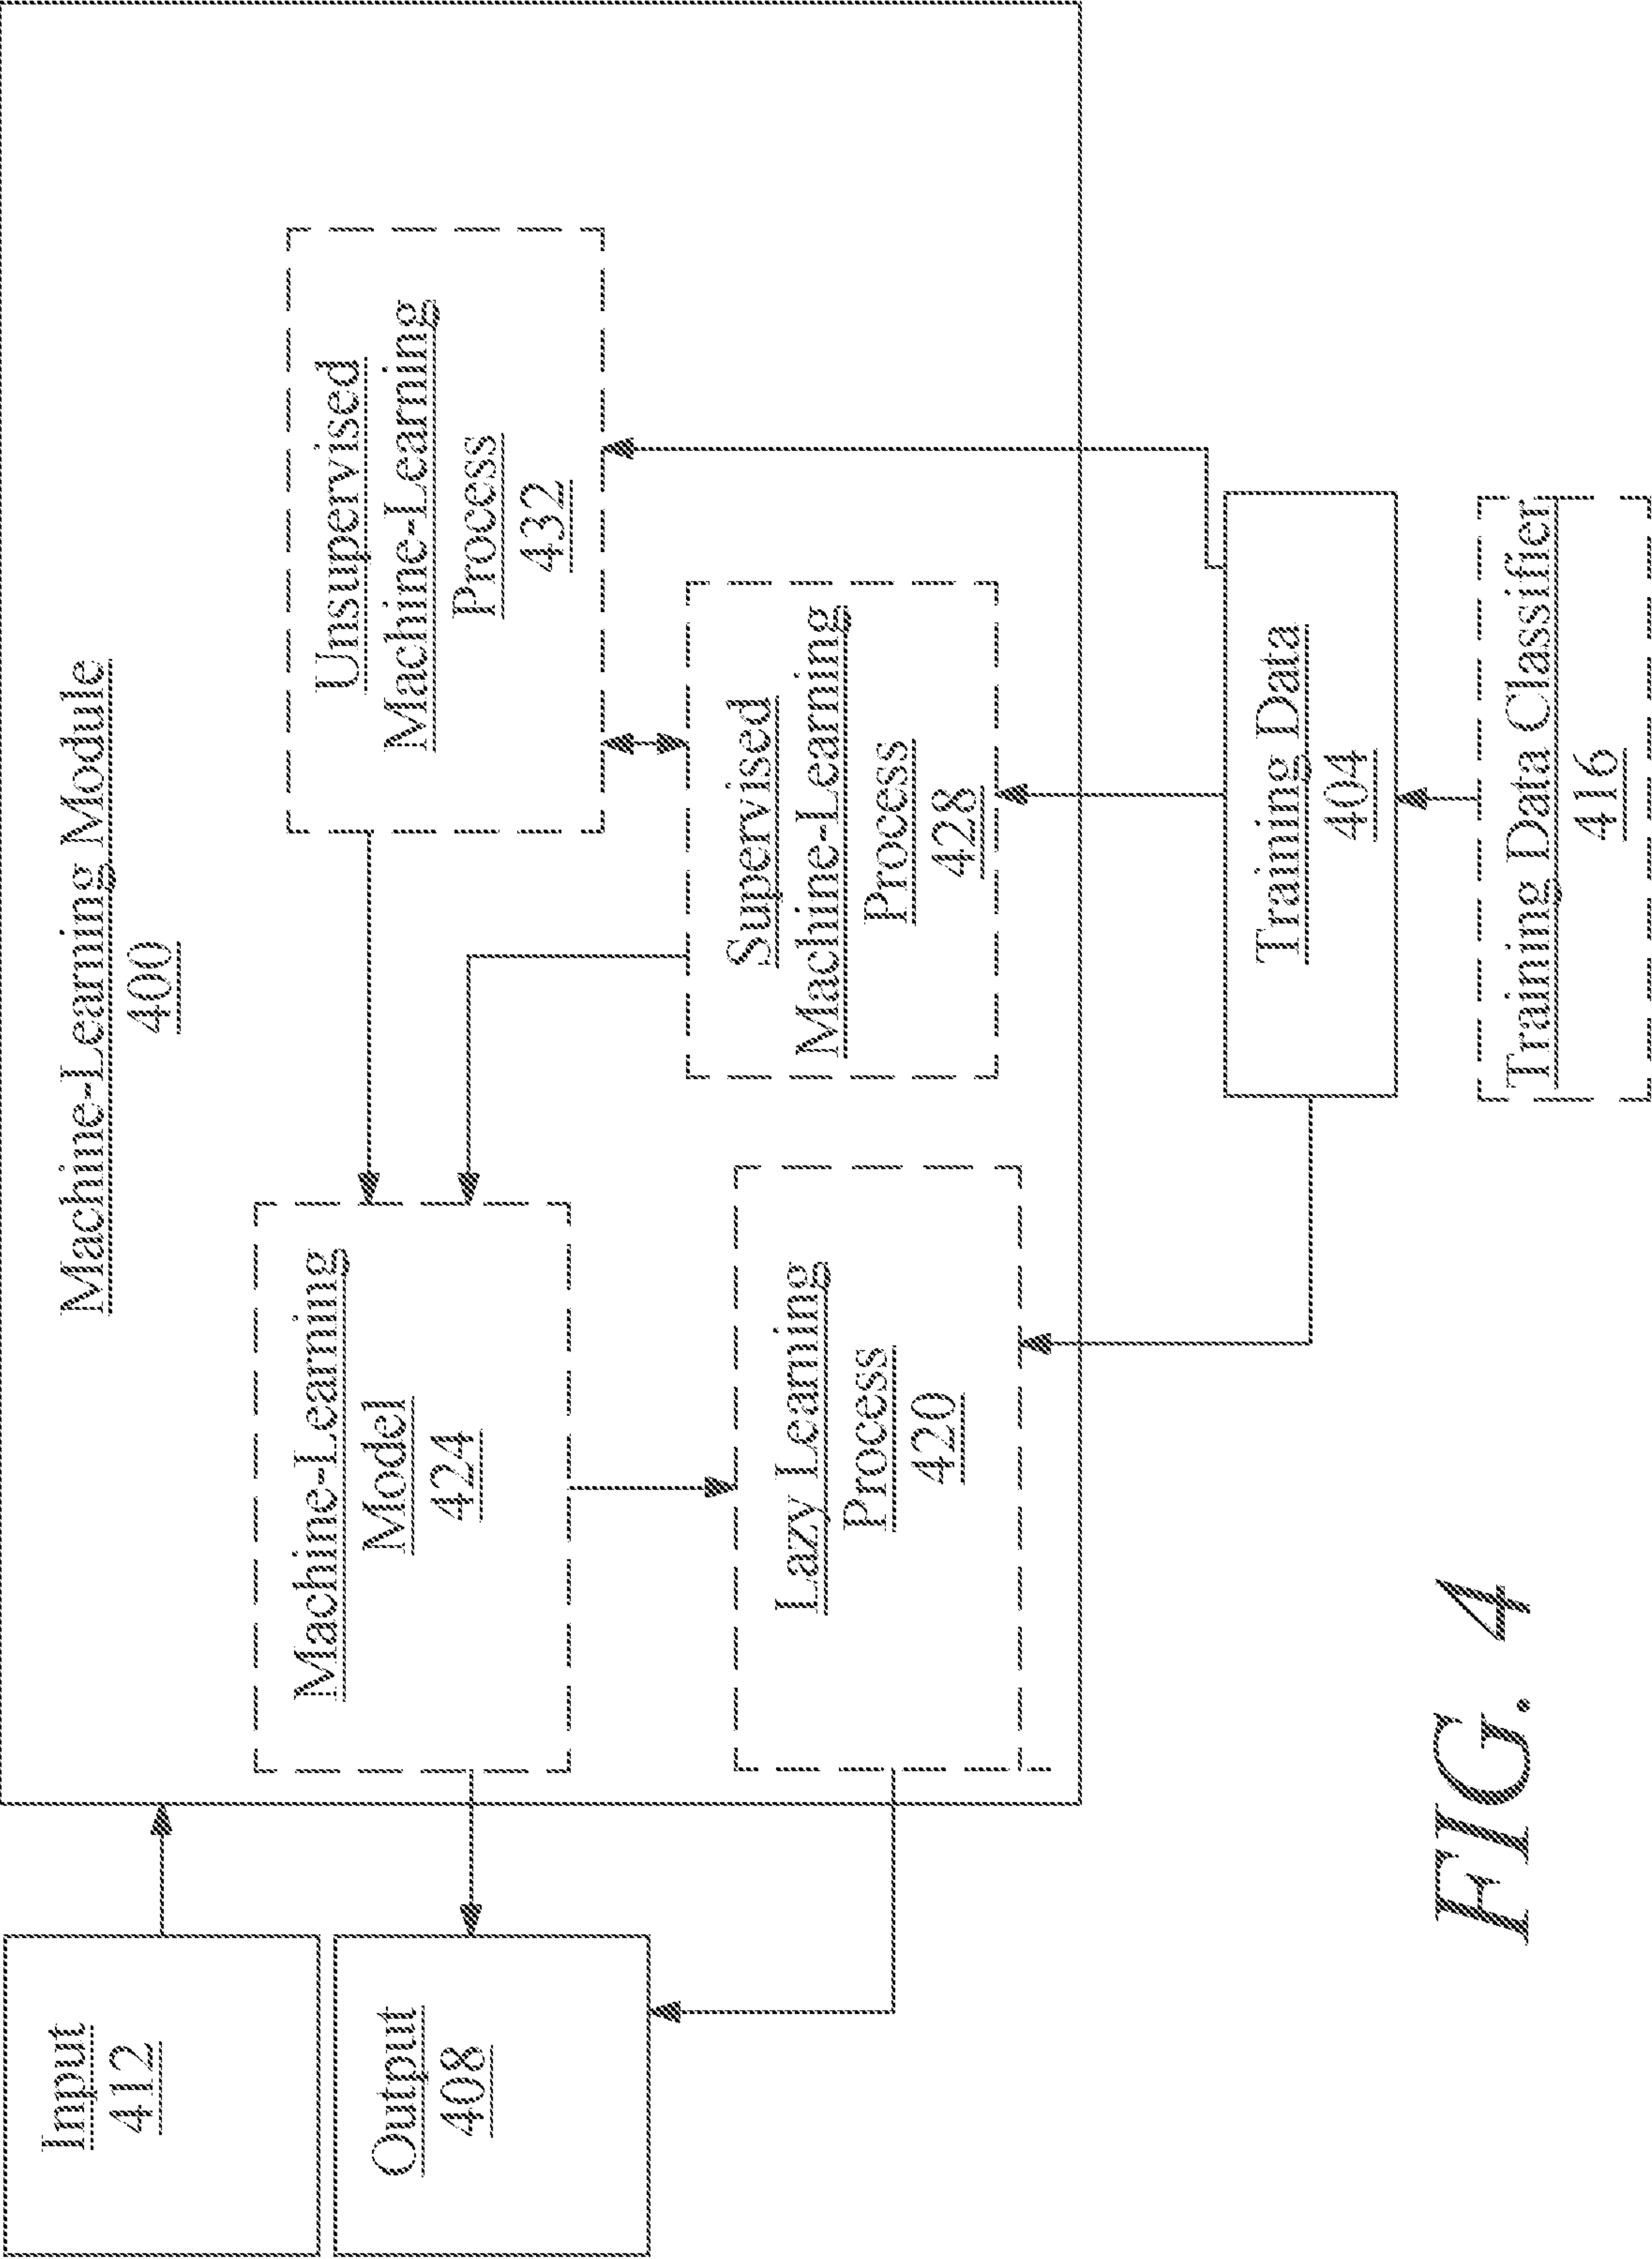 Machine-Learning Module
400
Input
412
Output
408
Machine-Learning
Model
424
Unsupervised
Machine-Learning
Process
432
Lazy Learning
Process
420
Supervised
Machine-Learning
Process
428
Training Data
404
Training Data Classifier
416
FIG. 4